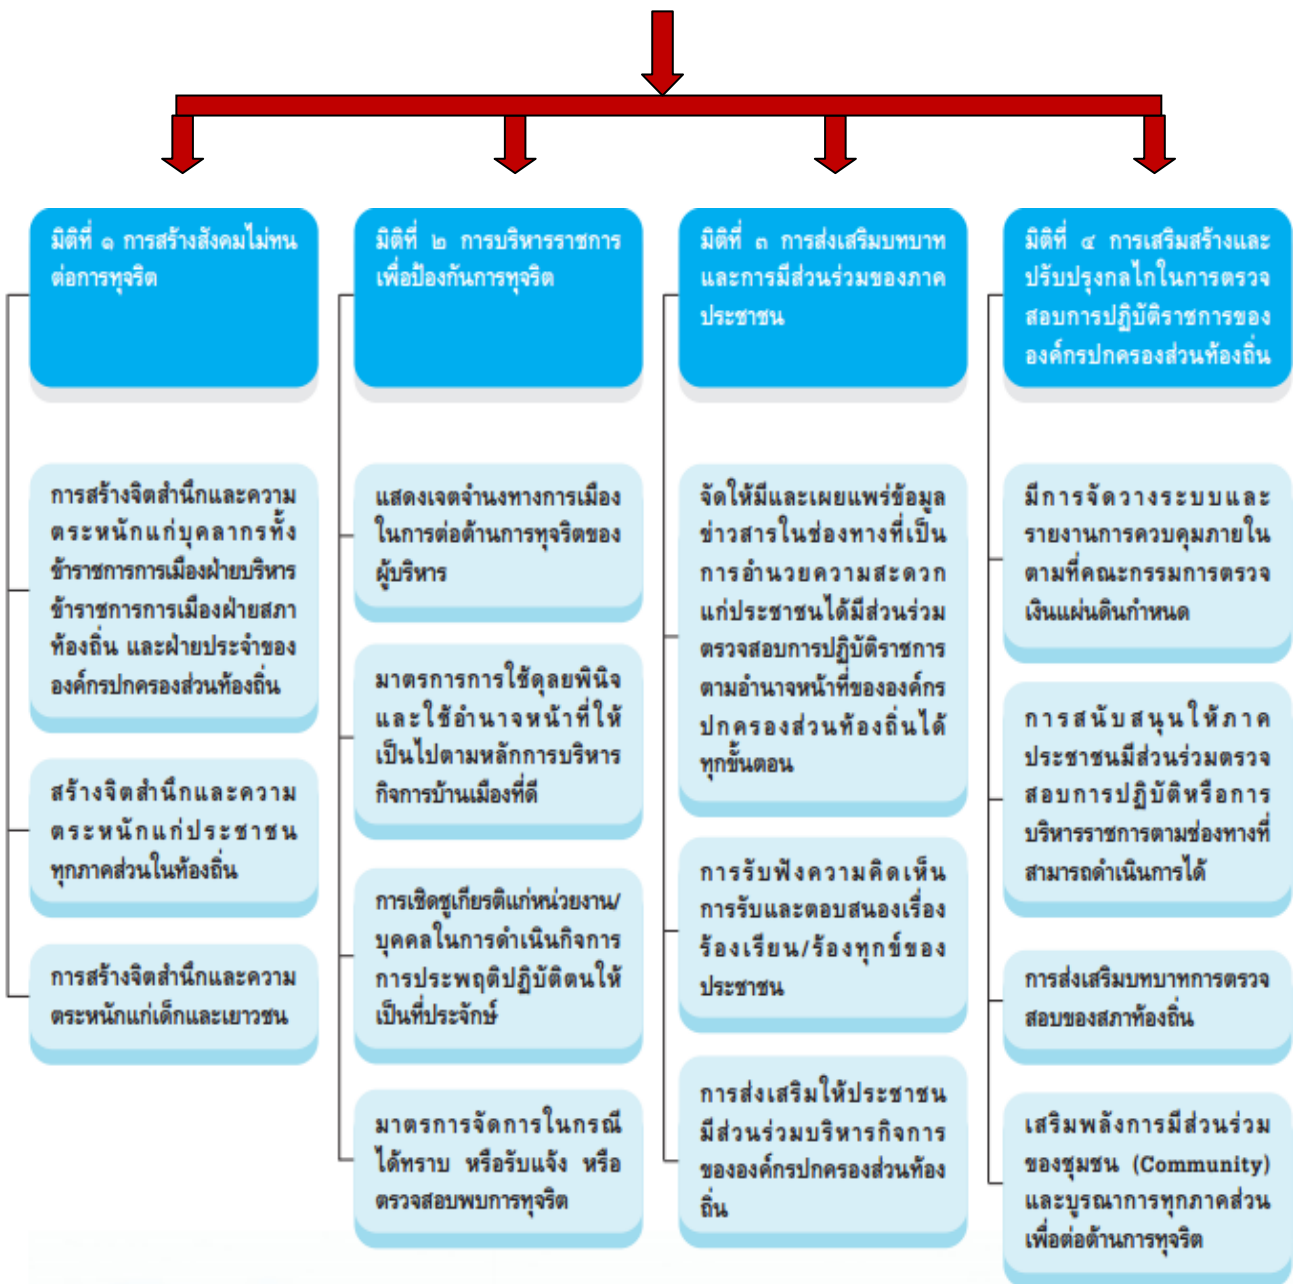 มิติที่ ๑ การสร้างสังคมไม่ทน
ต่อการทุจริต
การสร้างจิตสำนึกและความ
ตระหนักแก่บุคลากรทั้ง
ข้าราชการการเมืองฝ่ายบริหาร
ข้าราชการการเมืองฝ่ายสภา
ท้องถิ่น และฝ่ายประจำของ
องค์กรปกครองส่วนท้องถิ่น
สร้างจิตสำนึกและความ
ตระหนักแก่ประชาชน
ทุกภาคส่วนในท้องถิ่น
การสร้างจิตสำนึกและความ
ตระหนักแก่เด็กและเยาวชน
มิติที่ ๒ การบริหารราชการ
เพื่อป้องกันการทุจริต
แสดงเจตจำนงทางการเมือง
ในการต่อต้านการทุจริตของ
ผู้บริหาร
มาตรการการใช้ดุลยพินิจ
และใช้อำนาจหน้าที่ให้
เป็นไปตามหลักการบริหาร
กิจการบ้านเมืองที่ดี
การเชิดชูเกียรติแก่หน่วยงาน/
บุคคลในการดำเนินกิจการ
การประพฤติปฏิบัติตนให้
เป็นที่ประจักษ์
มาตรการจัดการในกรณี
ได้ทราบ หรือรับแจ้ง หรือ
ตรวจสอบพบการทุจริต
มิติที่ ๓ การส่งเสริมบทบาท
และการมีส่วนร่วมของภาค
ประชาชน
จัดให้มีและเผยแพร่ข้อมูล
ข่าวสารในช่องทางที่เป็น
การอำนวยความสะดวก
แก่ประชาชนได้มีส่วนร่วม
ตรวจสอบการปฏิบัติราชการ
ตามอำนาจหน้าที่ขององค์กร
ปกครองส่วนท้องถิ่นได้
ทุกขั้นตอน
การรับฟังความคิดเห็น
การรับและตอบสนองเรื่อง
ร้องเรียน/ร้องทุกข์ของ
ประชาชน
การส่งเสริมให้ประชาชน
มีส่วนร่วมบริหารกิจการ
ขององค์กรปกครองส่วนท้อง
ถิ่น
มิติที่ ๔ การเสริมสร้างและ
ปรับปรุงกลไกในการตรวจ
สอบการปฏิบัติราชการของ
องค์กรปกครองส่วนท้องถิ่น
มีการจัดวางระบบและ
รายงานการควบคุมภายใน
ตามที่คณะกรรมการตรวจ
เงินแผ่นดินกำหนด
การสนับสนุนให้ภาค
ประชาชนมีส่วนร่วมตรวจ
สอบการปฏิบัติหรือการ
บริหารราชการตามช่องทางที่
สามารถดำเนินการได้
การส่งเสริมบทบาทการตรวจ
สอบของสภาท้องถิ่น
เสริมพลังการมีส่วนร่วม
ของชุมชน (Community)
และบูรณาการทุกภาคส่วน
เพื่อต่อต้านการทุจริต